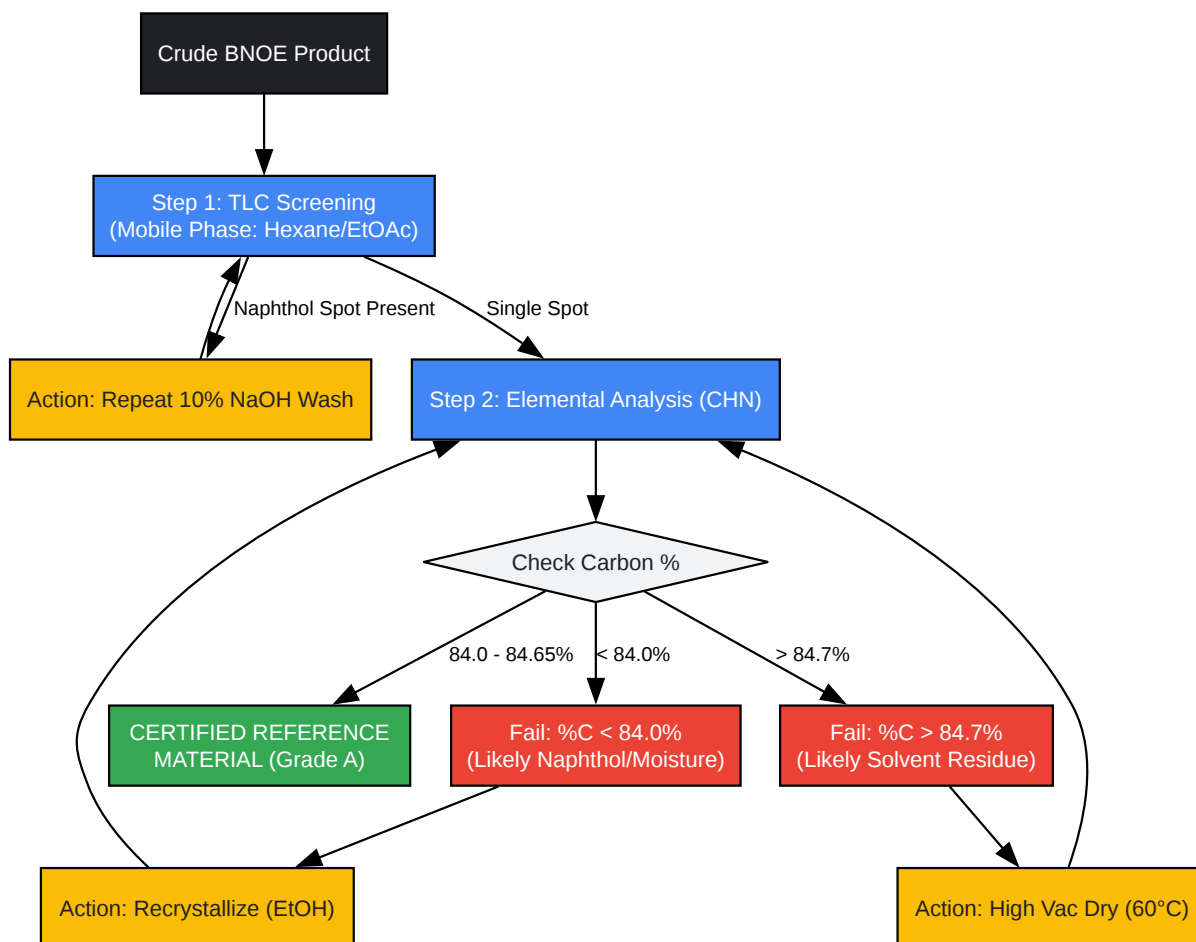 Crude BNOE Product
Step 1: TLC Screening
(Mobile Phase: Hexane/EtOAc)
Naphthol Spot Present
Single Spot
Action: Repeat 10% NaOH Wash
Step 2: Elemental Analysis (CHN)
Check Carbon %
84.0 - 84.65%
< 84.0%
> 84.7%
CERTIFIED REFERENCE
MATERIAL (Grade A)
Fail: %C < 84.0%
(Likely Naphthol/Moisture)
Fail: %C > 84.7%
(Likely Solvent Residue)
Action: Recrystallize (EtOH)
Action: High Vac Dry (60°C)